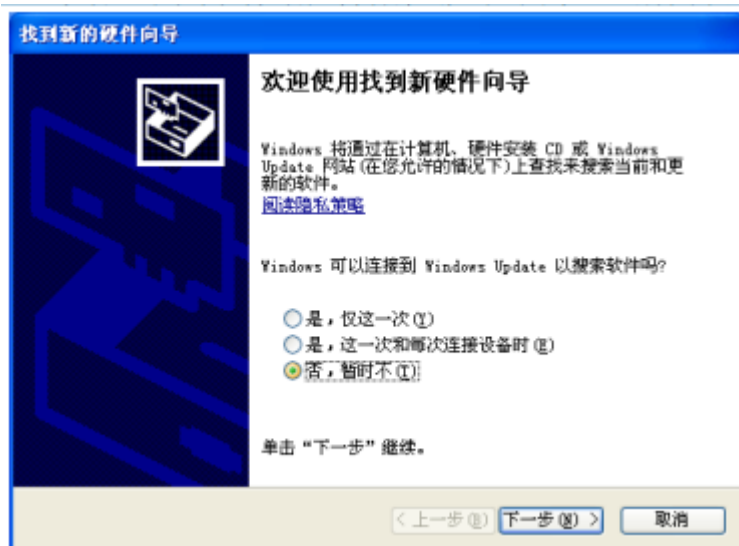 找到新的硬件向导
欢迎使用找到新硬件向导
Windows 将通过在计算机、硬件安装 CD 或 Windows
Update 网站(在您允许的情况下)上查找来搜索当前和更
新的软件。
阅读隐私策略
Windows 可以连接到 Windows Update 以搜索软件吗?
是，仅这一次(Y)
是，这一次和每次连接设备时(E)
否，暂时不(T)
单击“下一步”继续。
< 上一步(B) 下一步(N) > 取消